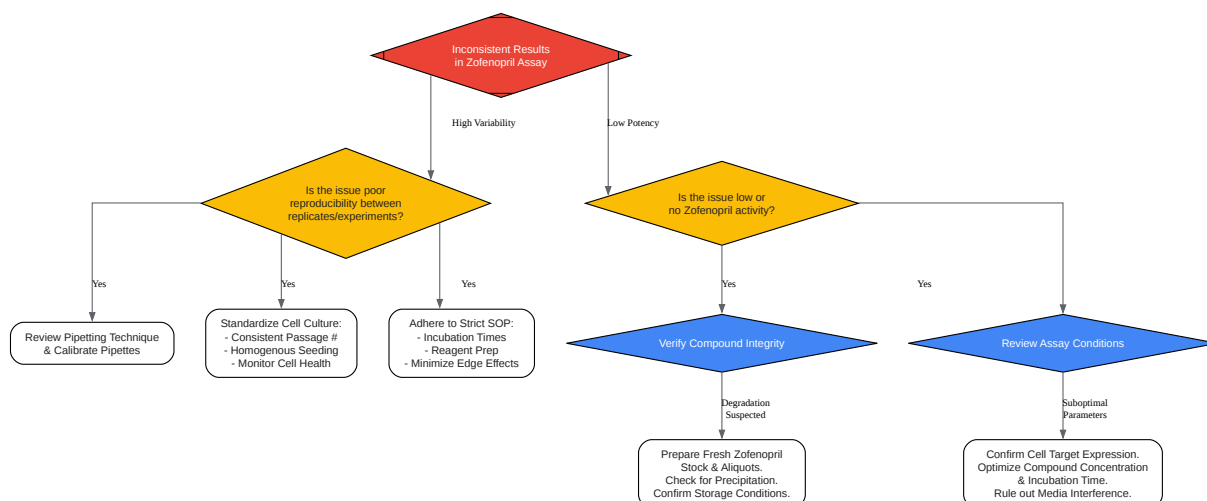 Inconsistent Results
in Zofenopril Assay
High Variability
Low Potency
Is the issue poor
reproducibility between
replicates/experiments?
Is the issue low or
no Zofenopril activity?
Yes
Yes
Yes
Yes
Yes
Review Pipetting Technique
& Calibrate Pipettes
Standardize Cell Culture:
- Consistent Passage #
- Homogenous Seeding
- Monitor Cell Health
Adhere to Strict SOP:
- Incubation Times
- Reagent Prep
- Minimize Edge Effects
Verify Compound Integrity
Review Assay Conditions
Degradation
Suspected
Suboptimal
Parameters
Prepare Fresh Zofenopril
Stock & Aliquots.
Check for Precipitation.
Confirm Storage Conditions.
Confirm Cell Target Expression.
Optimize Compound Concentration
& Incubation Time.
Rule out Media Interference.